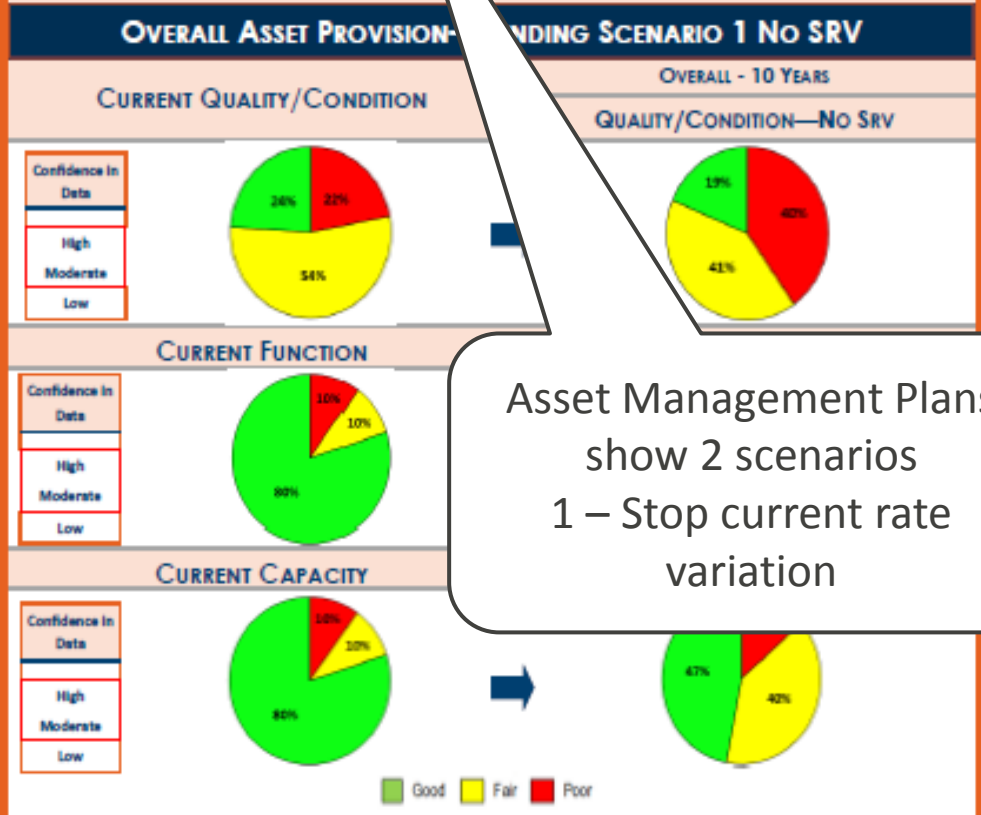 OVERALL ASSET PROVISION- NDING SCENARIO 1 NO SRV
CURRENT QUALITY/CONDITION
OVERALL - 10 YEARS
QUALITY/CONDITION—NO SRV
Confidence in
Data
High
Moderate
Low
24%
22%
54%
19%
40%
41%
CURRENT FUNCTION
Confidence in
Data
High
Moderate
Low
10%
10%
80%
Asset Management Plans
show 2 scenarios
1 – Stop current rate
variation
CURRENT CAPACITY
Confidence in
Data
High
Moderate
Low
10%
10%
80%
47%
40%
Good Fair Poor